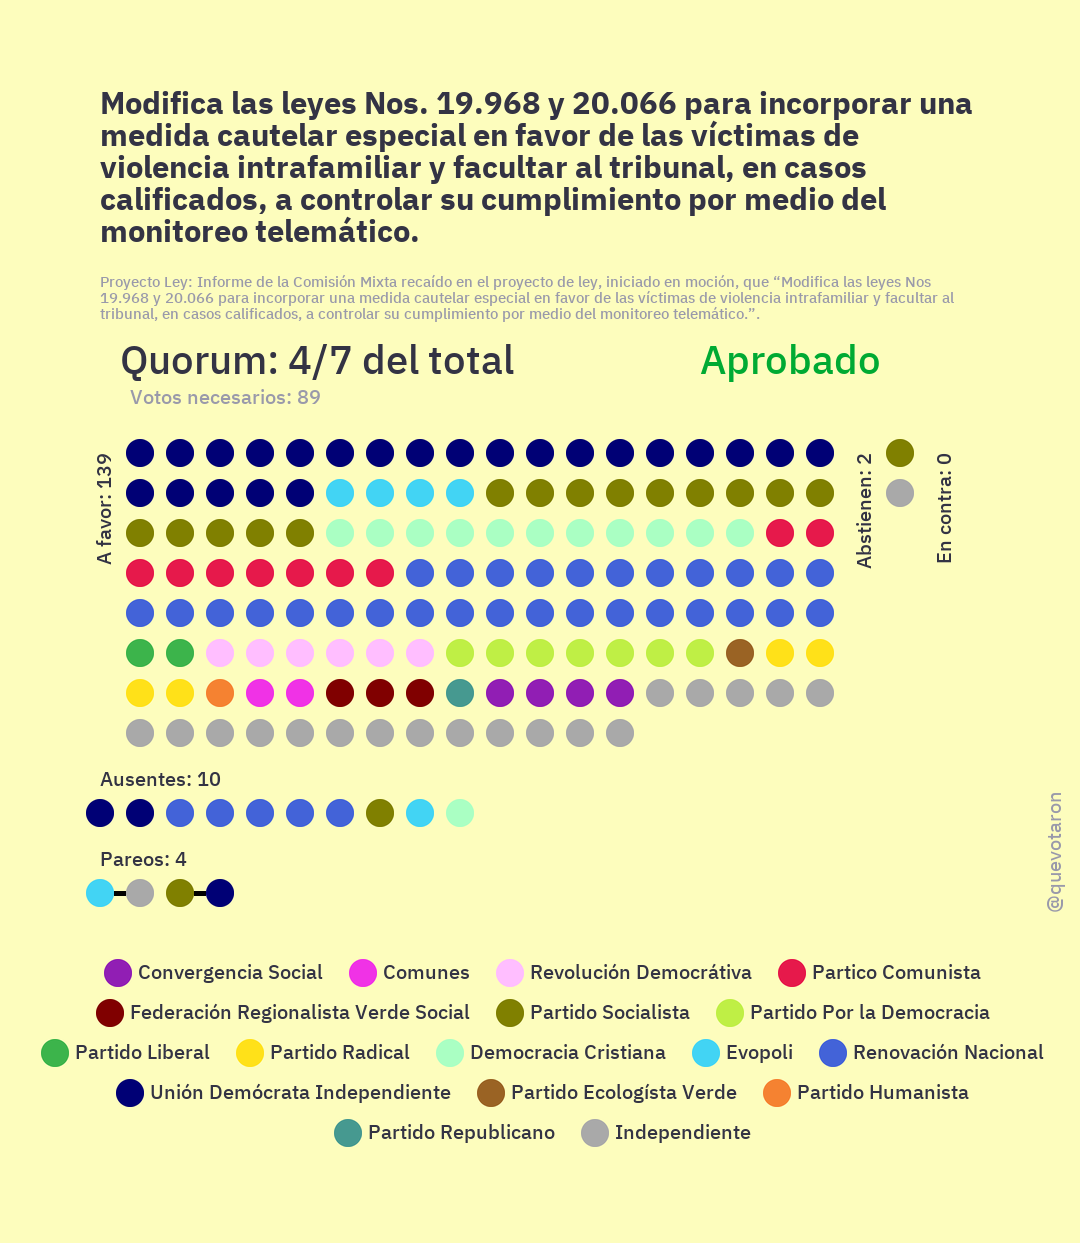 Modifica las leyes Nos. 19.968 y 20.066 para incorporar una
medida cautelar especial en favor de las víctimas de
violencia intrafamiliar y facultar al tribunal, en casos
calificados, a controlar su cumplimiento por medio del
monitoreo telemático.
Proyecto Ley: Informe de la Comisión Mixta recaído en el proyecto de ley, iniciado en moción, que “Modifica las leyes Nos
19.968 y 20.066 para incorporar una medida cautelar especial en favor de las víctimas de violencia intrafamiliar y facultar al
tribunal, en casos calificados, a controlar su cumplimiento por medio del monitoreo telemático.”.
Quorum: 4/7 del total
Aprobado
Votos necesarios: 89
A favor: 139
Abstienen: 2
En contra: 0
Ausentes: 10
Pareos: 4
@quevotaron
Convergencia Social
Comunes
Revolución Democrátiva
Partico Comunista
Federación Regionalista Verde Social
Partido Socialista
Partido Por la Democracia
Partido Liberal
Partido Radical
Democracia Cristiana
Evopoli
Renovación Nacional
Unión Demócrata Independiente
Partido Ecologísta Verde
Partido Humanista
Partido Republicano
Independiente